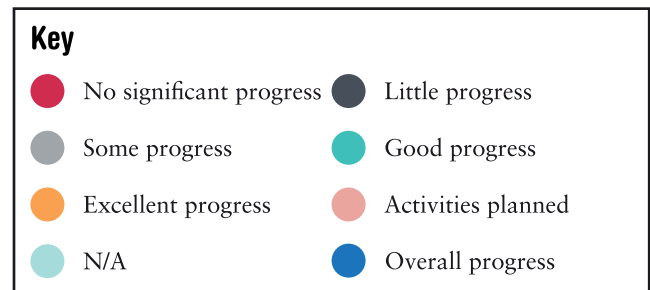 Key
No significant progress Little progress
Some progress Good progress
Excellent progress Activities planned
N/A Overall progress